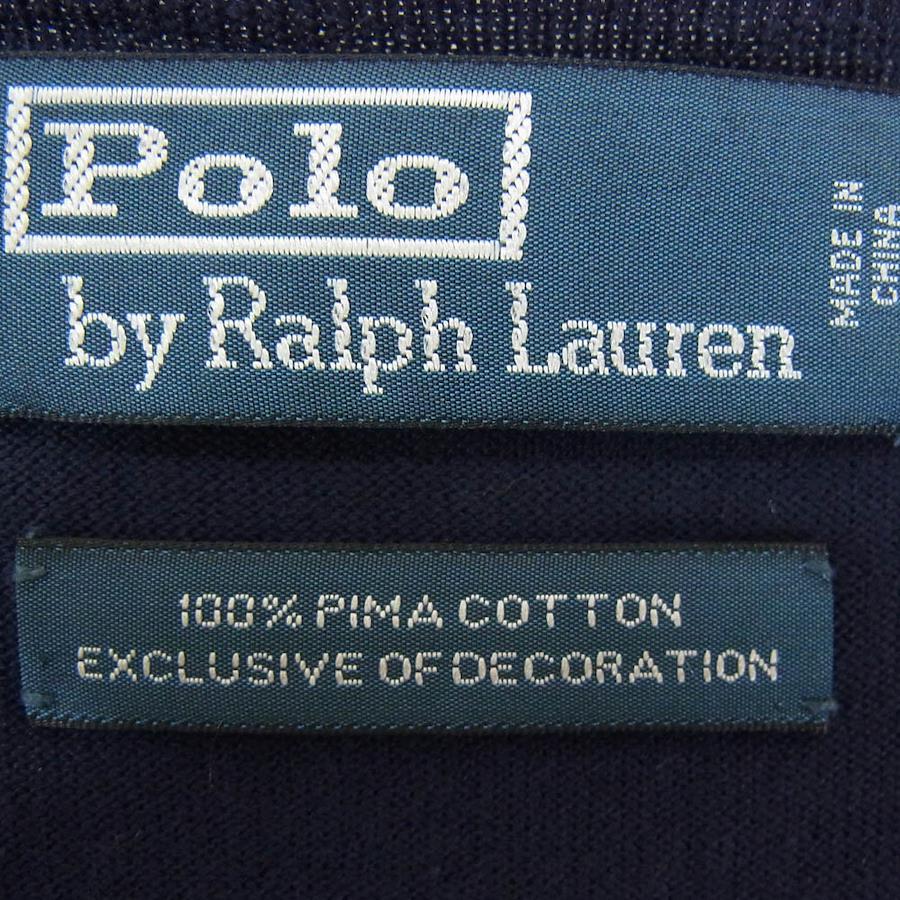 Polo
by Ralph Lauren
MADE IN
CHINA
100% PIMA COTTON
EXCLUSIVE OF DECORATION